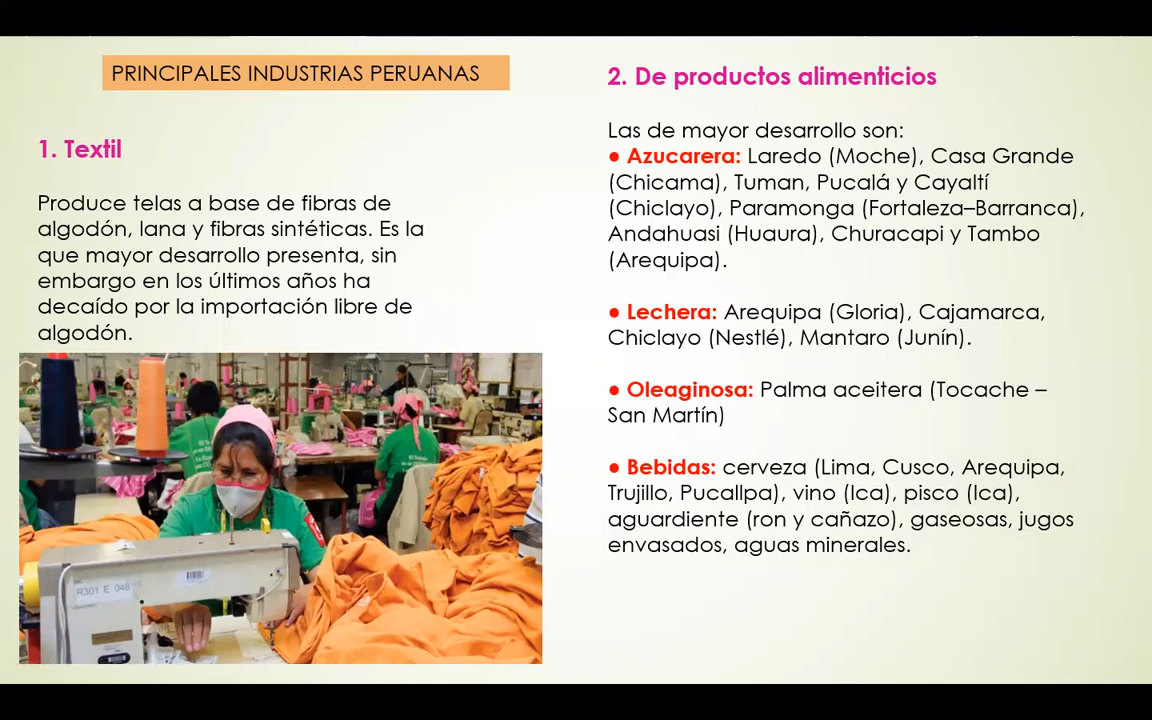 PRINCIPALES INDUSTRIAS PERUANAS
1. Textil
Produce telas a base de fibras de
algodón, lana y fibras sintéticas. Es la
que mayor desarrollo presenta, sin
embargo en los últimos años ha
decaído por la importación libre de
algodón.
R301 E 048
2. De productos alimenticios
Las de mayor desarrollo son:
● Azucarera: Laredo (Moche), Casa Grande
(Chicama), Tuman, Pucalá y Cayaltí
(Chiclayo), Paramonga (Fortaleza–Barranca),
Andahuasi (Huaura), Churacapi y Tambo
(Arequipa).
● Lechera: Arequipa (Gloria), Cajamarca,
Chiclayo (Nestlé), Mantaro (Junín).
● Oleaginosa: Palma aceitera (Tocache –
San Martín)
● Bebidas: cerveza (Lima, Cusco, Arequipa,
Trujillo, Pucallpa), vino (Ica), pisco (Ica),
aguardiente (ron y cañazo), gaseosas, jugos
envasados, aguas minerales.